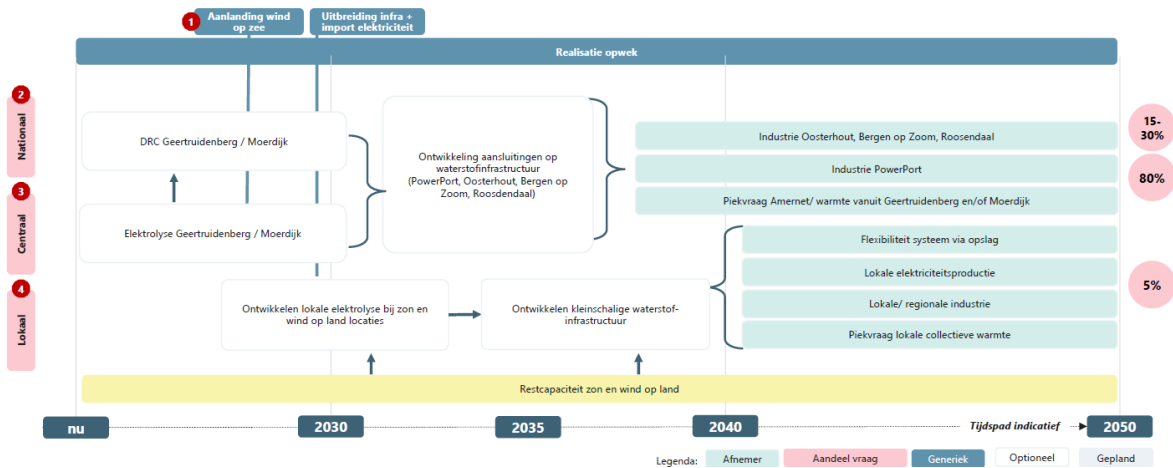 1
Aanlanding wind
op zee
Uitbreiding infra +
import elektriciteit
Realisatie opwek
2
Nationaal
DRC Geertruidenberg / Moerdijk
Ontwikkeling aansluitingen op
waterstofinfrastructuur
(PowerPort, Oosterhout, Bergen op
Zoom, Roosdendaal)
Industrie Oosterhout, Bergen op Zoom, Roosendaal
15-
30%
Industrie PowerPort
80%
3
Centraal
Elektrolyse Geertruidenberg / Moerdijk
Piekvraag Amernet/ warmte vanuit Geertruidenberg en/of Moerdijk
Flexibiliteit systeem via opslag
Lokale elektriciteitsproductie
5%
4
Lokaal
Ontwikkelen lokale elektrolyse bij zon en
wind op land locaties
Ontwikkelen kleinschalige waterstof-
infrastructuur
Lokale/ regionale industrie
Piekvraag lokale collectieve warmte
Restcapaciteit zon en wind op land
nu
2030
2035
2040
Tijdspad indicatief
2050
Legenda:
Afnemer
Aandeel vraag
Generiek
Optioneel
Gepland